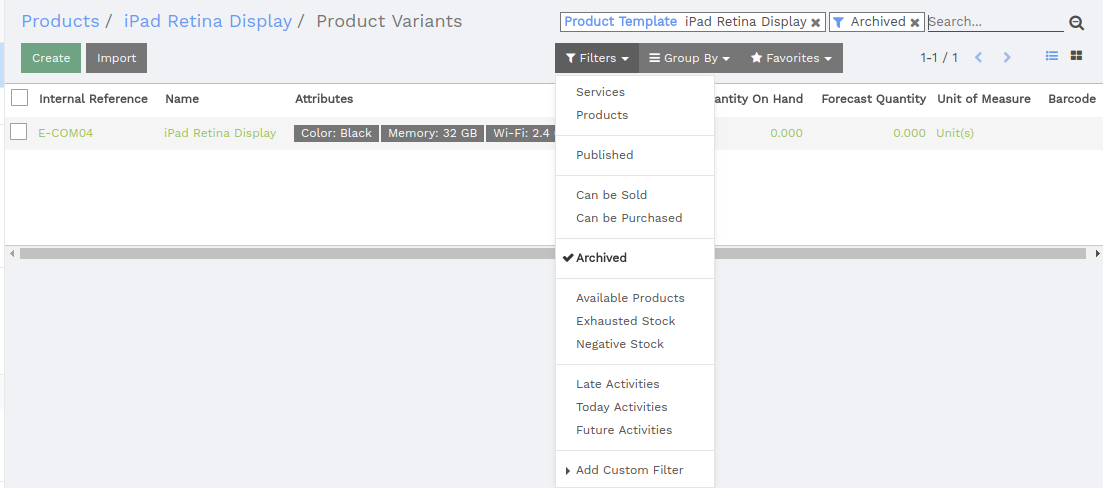 Products / iPad Retina Display / Product Variants
Product Template iPad Retina Display Archived Search...
Create Import
Filters Group By Favorites 1-1 / 1
Internal Reference Name Attributes antity On Hand Forecast Quantity Unit of Measure Barcode
E-COM04 iPad Retina Display Color: Black Memory: 32 GB Wi-Fi: 2.4 0.000 0.000 Unit(s)
Services
Products
Published
Can be Sold
Can be Purchased
Archived
Available Products
Exhausted Stock
Negative Stock
Late Activities
Today Activities
Future Activities
Add Custom Filter